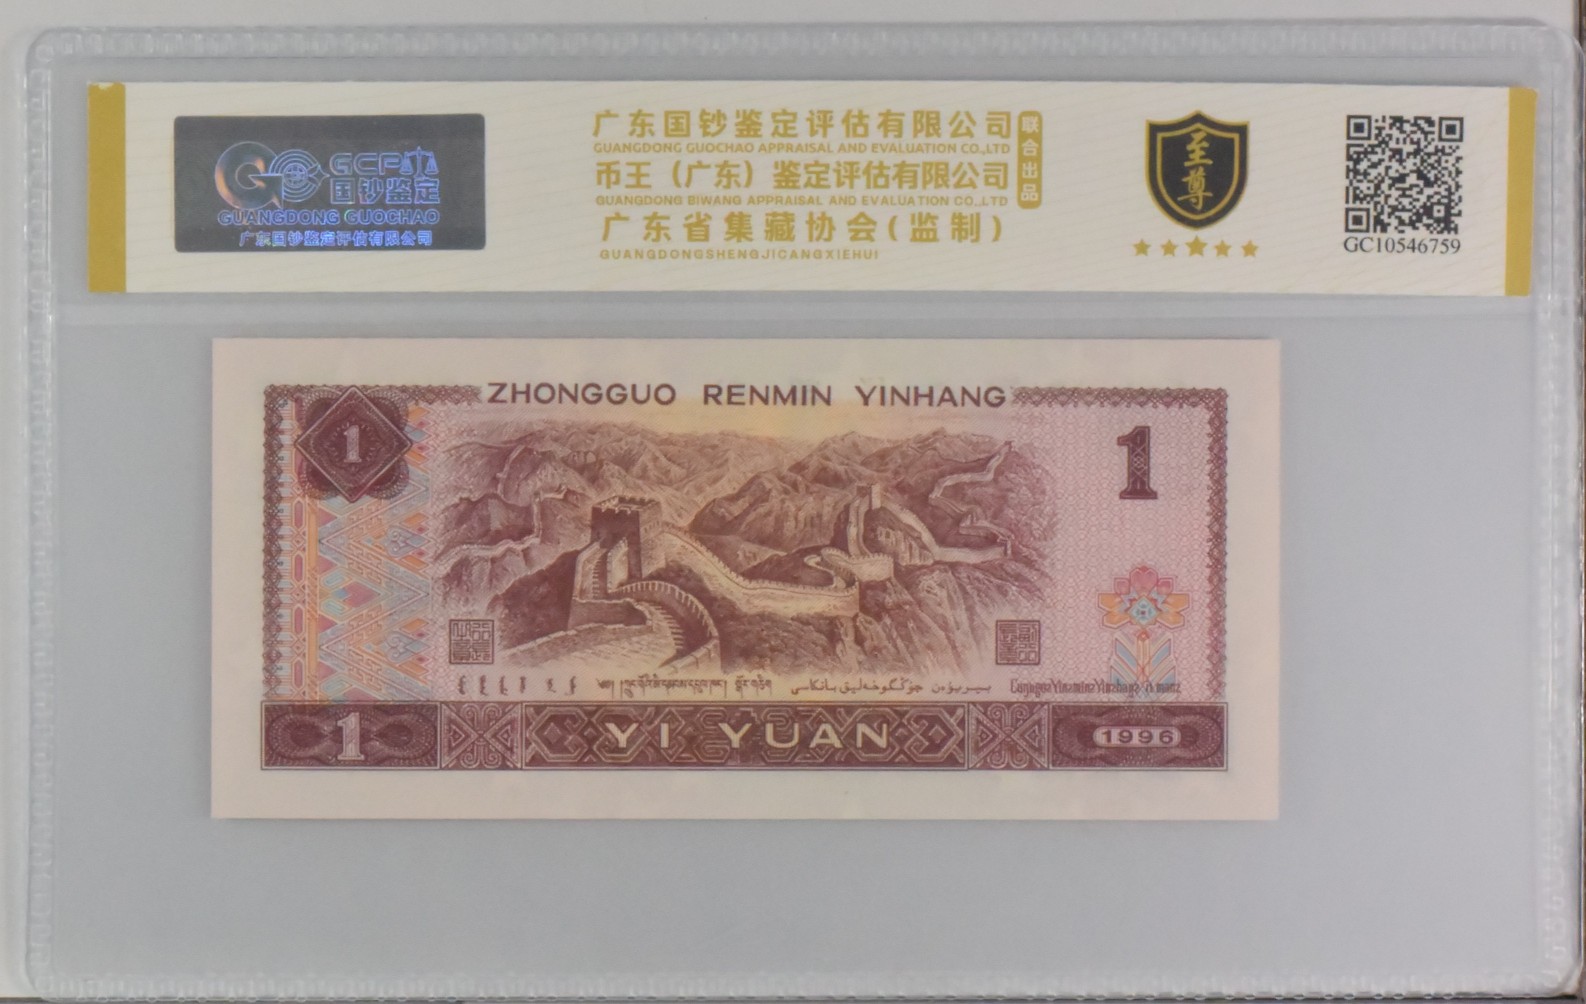 GCP
国钞鉴定
GUANGDONG GUOCHAO
广东国钞鉴定评估有限公司
广东国钞鉴定评估有限公司
GUANGDONG GUOCHAO APPRAISAL AND EVALUATION CO.,LTD
币王（广东）鉴定评估有限公司
GUANGDONG BIWANG APPRAISAL AND EVALUATION CO.,LTD
联合出品
广东省集藏协会(监制)
GUANGDONGSHENGJICANGXIEHUI
至尊
GC10546759
ZHONGGUO RENMIN YINHANG
1
1
1
YI YUAN
1996